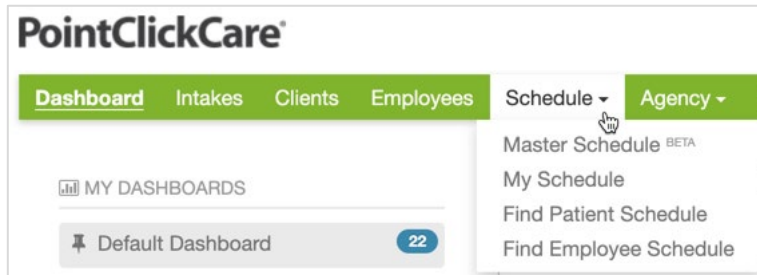 PointClickCare®
Dashboard Intakes Clients Employees Schedule Agency
Master Schedule BETA
My Schedule
Find Patient Schedule
Find Employee Schedule
MY DASHBOARDS
Default Dashboard 22